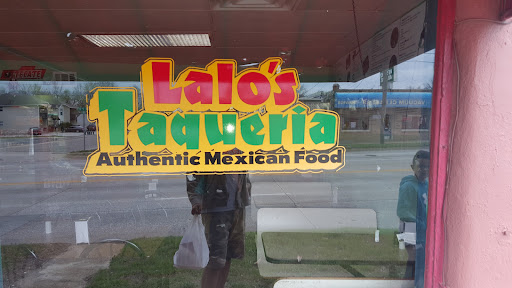 Lalo's
Taqueria
Authentic Mexican Food